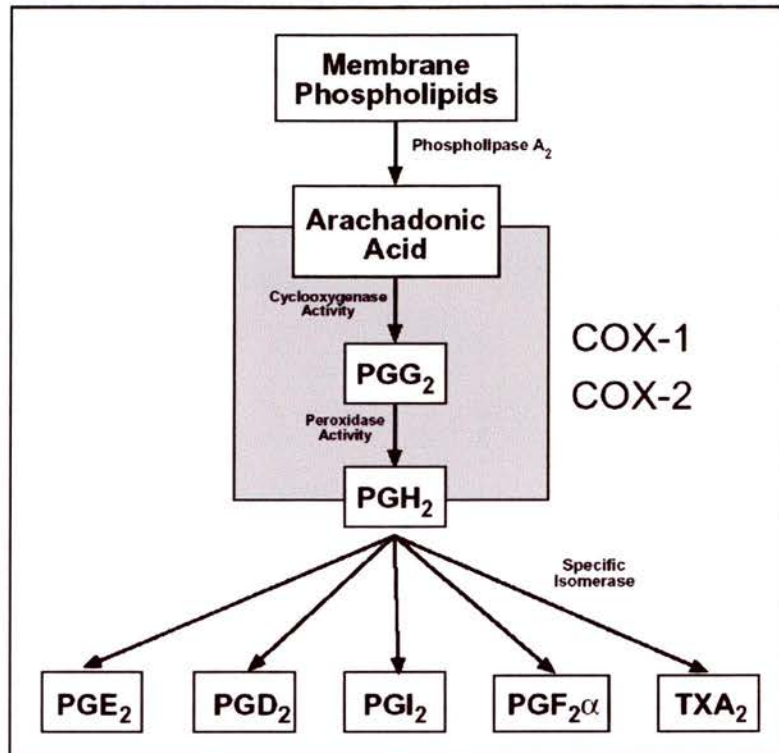 Membrane
Phospholipids
Phospholipase A₂
Arachadonic
Acid
Cyclooxygenase
Activity
COX-1
PGG₂
COX-2
Peroxidase
Activity
PGH₂
Specific
Isomerase
PGE₂
PGD₂
PGI₂
PGF₂α
TXA₂